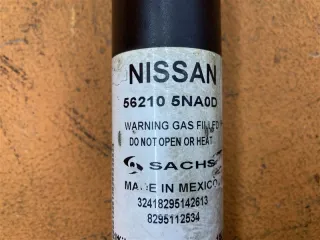 NISSAN
56210 5NA0D
WARNING GAS FILLED
DO NOT OPEN OR HEAT
SACHS
MADE IN MEXICO
32418295142613
8295112534